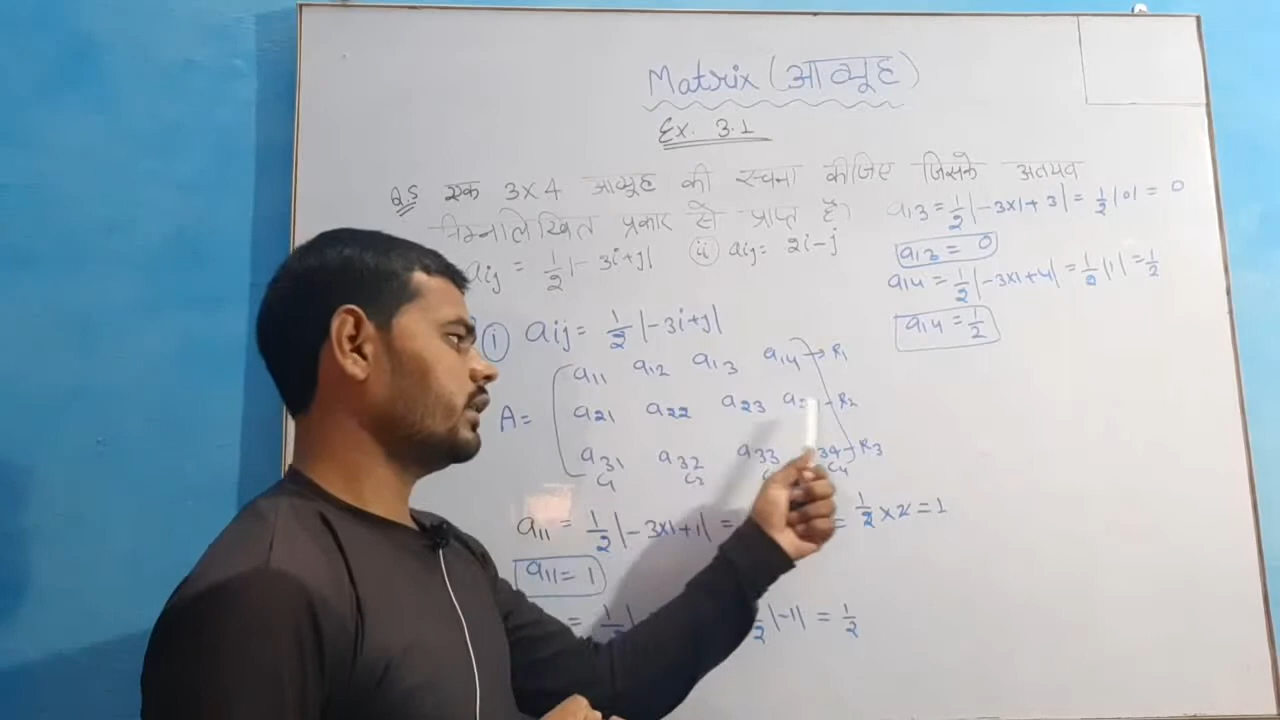 Matrix (आव्यूह)
Ex. 3.1
Q.5 एक 3×4 आव्यूह की रचना कीजिए जिसके अवयव
निम्नलिखित प्रकार से प्राप्त है।
aij = 1/2 |-3i+j| (ii) aij = 2i-j
(i) aij = 1/2 |-3i+j|
A =
a11 a12 a13 a14 → R1
a21 a22 a23 → R2
a31 a32 a33 34 → R3
C1 C2 C4
a11 = 1/2 |-3×1+1| = = 1/2 × 2 = 1
a11 = 1
= 1/2 | 1/2 |-1| = 1/2
a13 = 1/2 |-3×1+3| = 1/2 |0| = 0
a13 = 0
a14 = 1/2 |-3×1+4| = 1/2 |1| = 1/2
a14 = 1/2